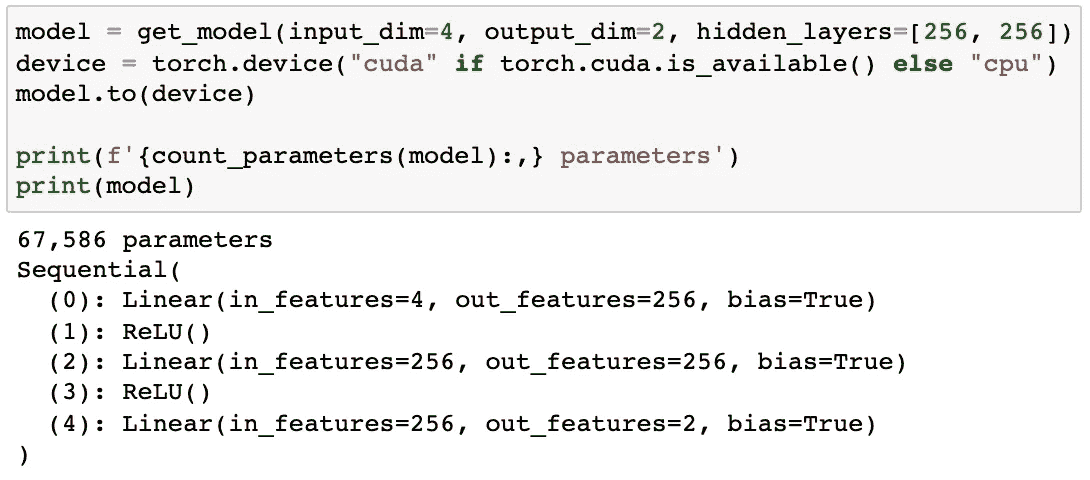 model = get_model(input_dim=4, output_dim=2, hidden_layers=[256, 256])
device = torch.device("cuda" if torch.cuda.is_available() else "cpu")
model.to(device)

print(f'{count_parameters(model):,} parameters')
print(model)
67,586 parameters
Sequential(
  (0): Linear(in_features=4, out_features=256, bias=True)
  (1): ReLU()
  (2): Linear(in_features=256, out_features=256, bias=True)
  (3): ReLU()
  (4): Linear(in_features=256, out_features=2, bias=True)
)